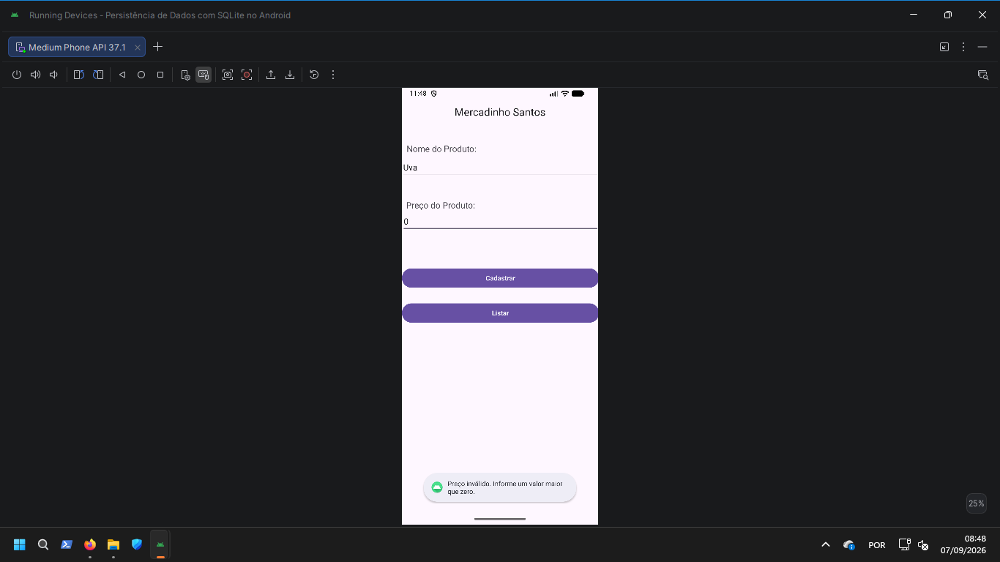 Running Devices - Persistência de Dados com SQLite no Android
Medium Phone API 37.1
11:48
Mercadinho Santos
Nome do Produto:
Uva
Preço do Produto:
0
Cadastrar
Listar
Preço inválido. Informe um valor maior
que zero.
25%
POR
08:48
07/09/2026